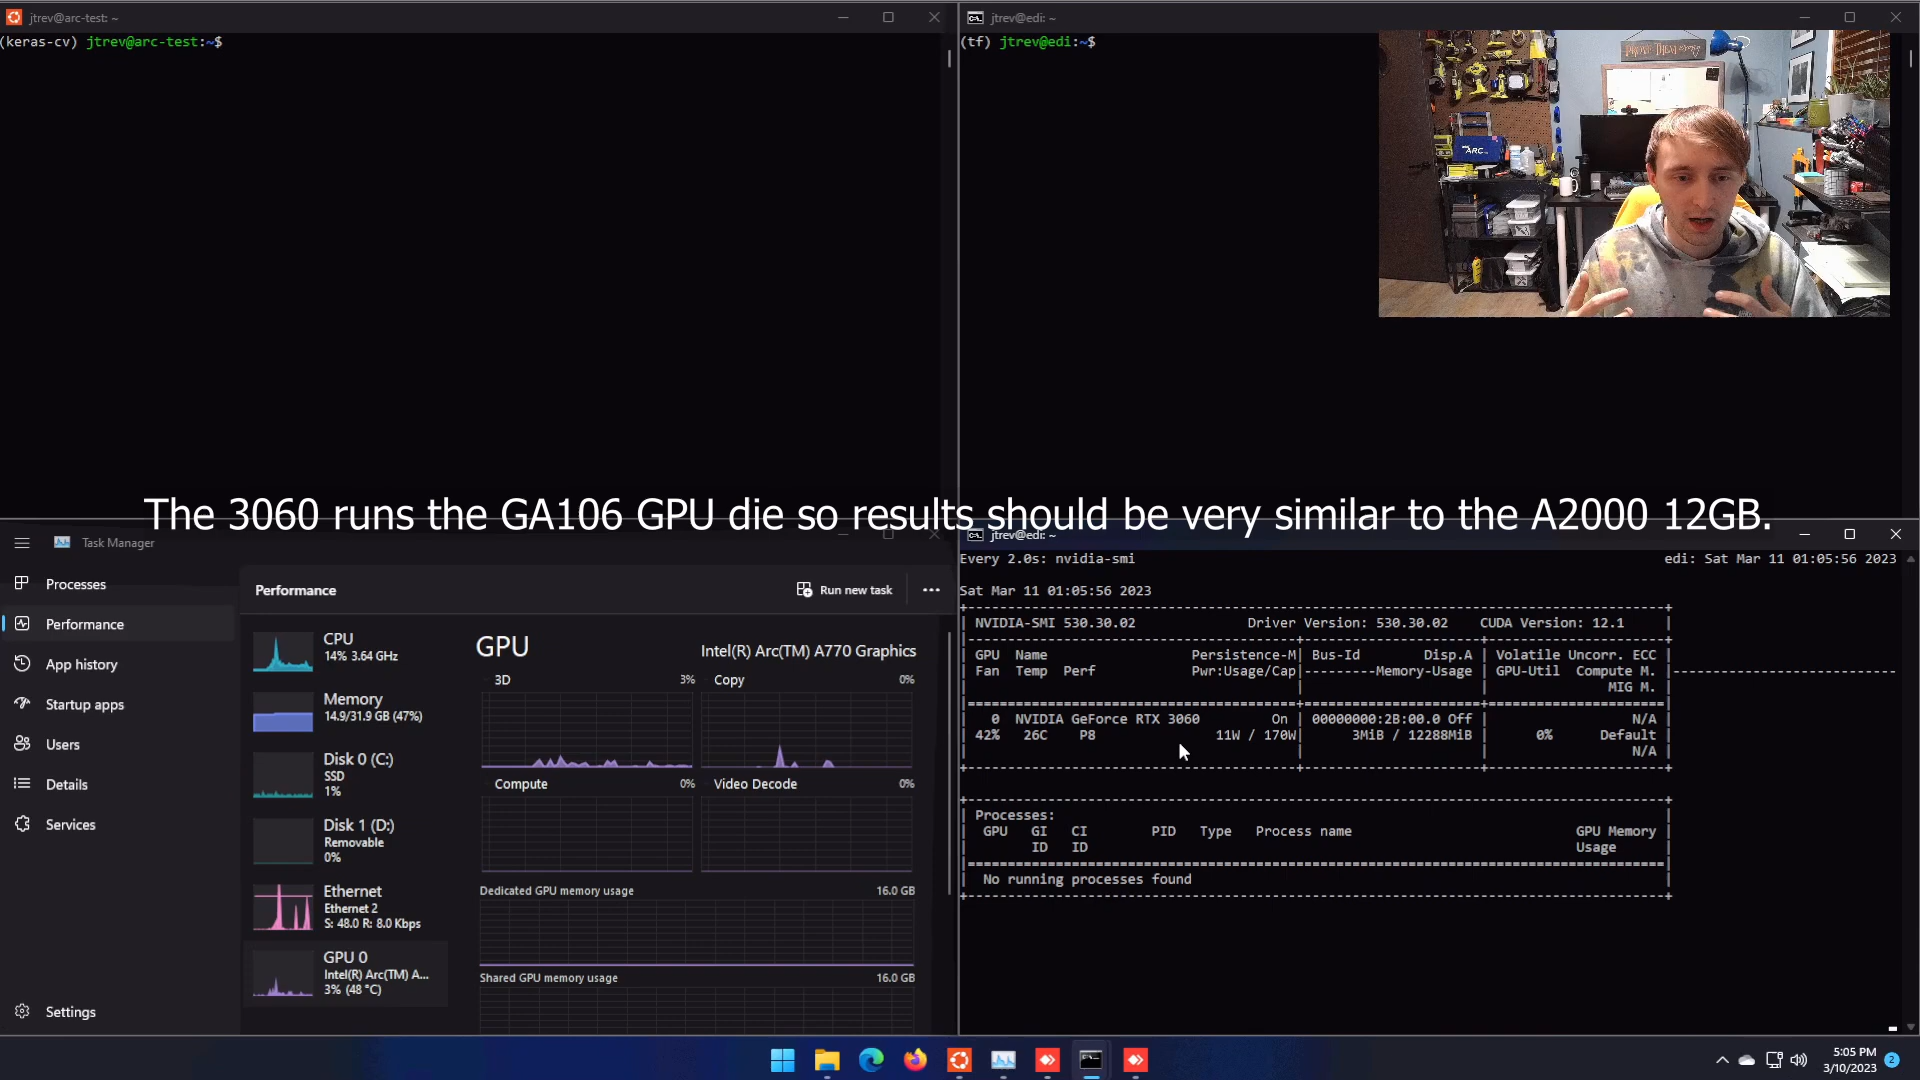 jtrev@arc-test: ~
(keras-cv) jtrev@arc-test:~$
jtrev@edi: ~
(tf) jtrev@edi:~$
ARC
The 3060 runs the GA106 GPU die so results should be very similar to the A2000 12GB.
Task Manager
Processes
Performance
App history
Startup apps
Users
Details
Services
Settings
Performance
Run new task
CPU
14% 3.64 GHz
Memory
14.9/31.9 GB (47%)
Disk 0 (C:)
SSD
1%
Disk 1 (D:)
Removable
0%
Ethernet
Ethernet 2
S: 48.0 R: 8.0 Kbps
GPU 0
Intel(R) Arc(TM) A...
3% (48 °C)
GPU
Intel(R) Arc(TM) A770 Graphics
3D 3%
Copy 0%
Compute 0%
Video Decode 0%
Dedicated GPU memory usage 16.0 GB
Shared GPU memory usage 16.0 GB
jtrev@edi: ~
Every 2.0s: nvidia-smi edi: Sat Mar 11 01:05:56 2023
Sat Mar 11 01:05:56 2023
NVIDIA-SMI 530.30.02 Driver Version: 530.30.02 CUDA Version: 12.1
GPU Name Persistence-M| Bus-Id Disp.A | Volatile Uncorr. ECC
Fan Temp Perf Pwr:Usage/Cap| Memory-Usage | GPU-Util Compute M.
MIG M.
0 NVIDIA GeForce RTX 3060 On | 00000000:2B:00.0 Off | N/A
42% 26C P8 11W / 170W| 3MiB / 12288MiB | 0% Default
N/A
Processes:
GPU GI CI PID Type Process name GPU Memory
ID ID Usage
No running processes found
5:05 PM
3/10/2023
2